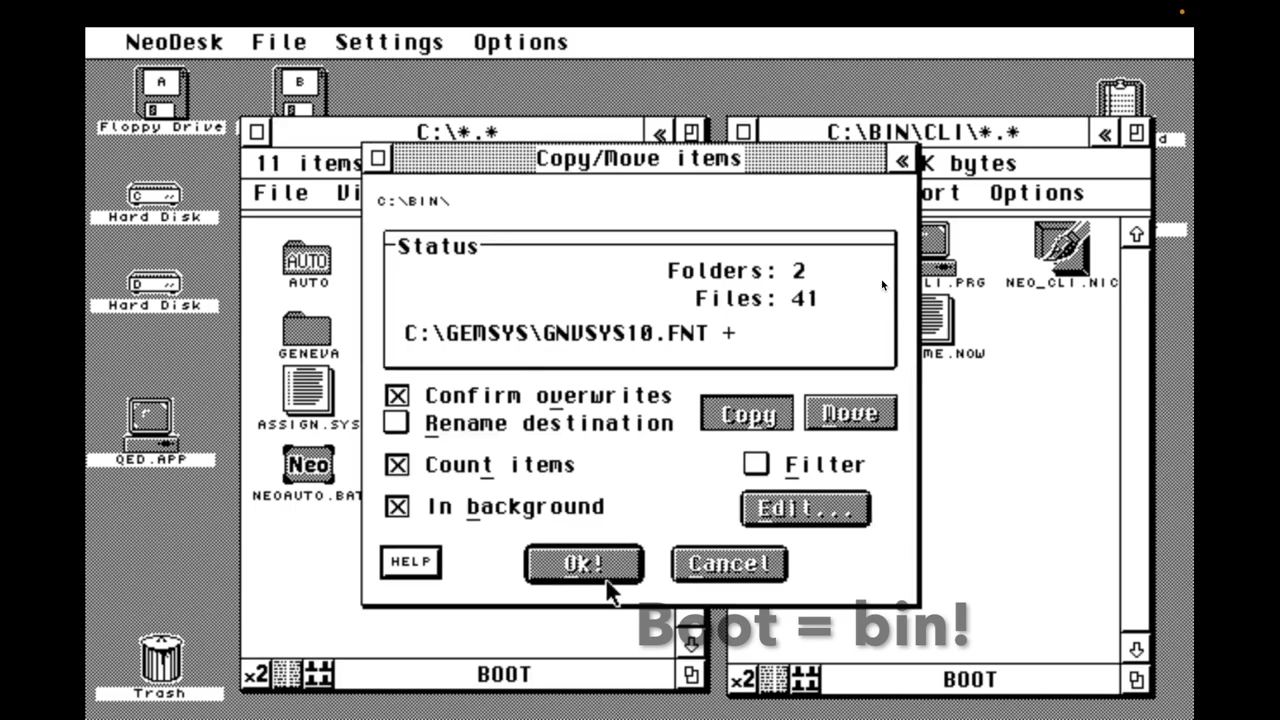 NeoDesk File Settings Options
A
B
Floppy Drive
C
Hard Disk
D
Hard Disk
QED.APP
Trash
C:\*.*
11 items
File Vi
AUTO
AUTO
GENEVA
ASSIGN.SYS
Neo
NEOAUTO.BAT
x2
BOOT
Copy/Move items
C:\BIN\
Status
Folders: 2
Files: 41
C:\GEMSYS\GNVSYS10.FNT +
Confirm overwrites
Rename destination
Copy
Move
Count items
Filter
In background
Edit...
HELP
Ok!
Cancel
C:\BIN\CLI\*.*
K bytes
ort Options
LI.PRG
NEO_CLI.NIC
ME.NOW
x2
BOOT
d
Boot = bin!